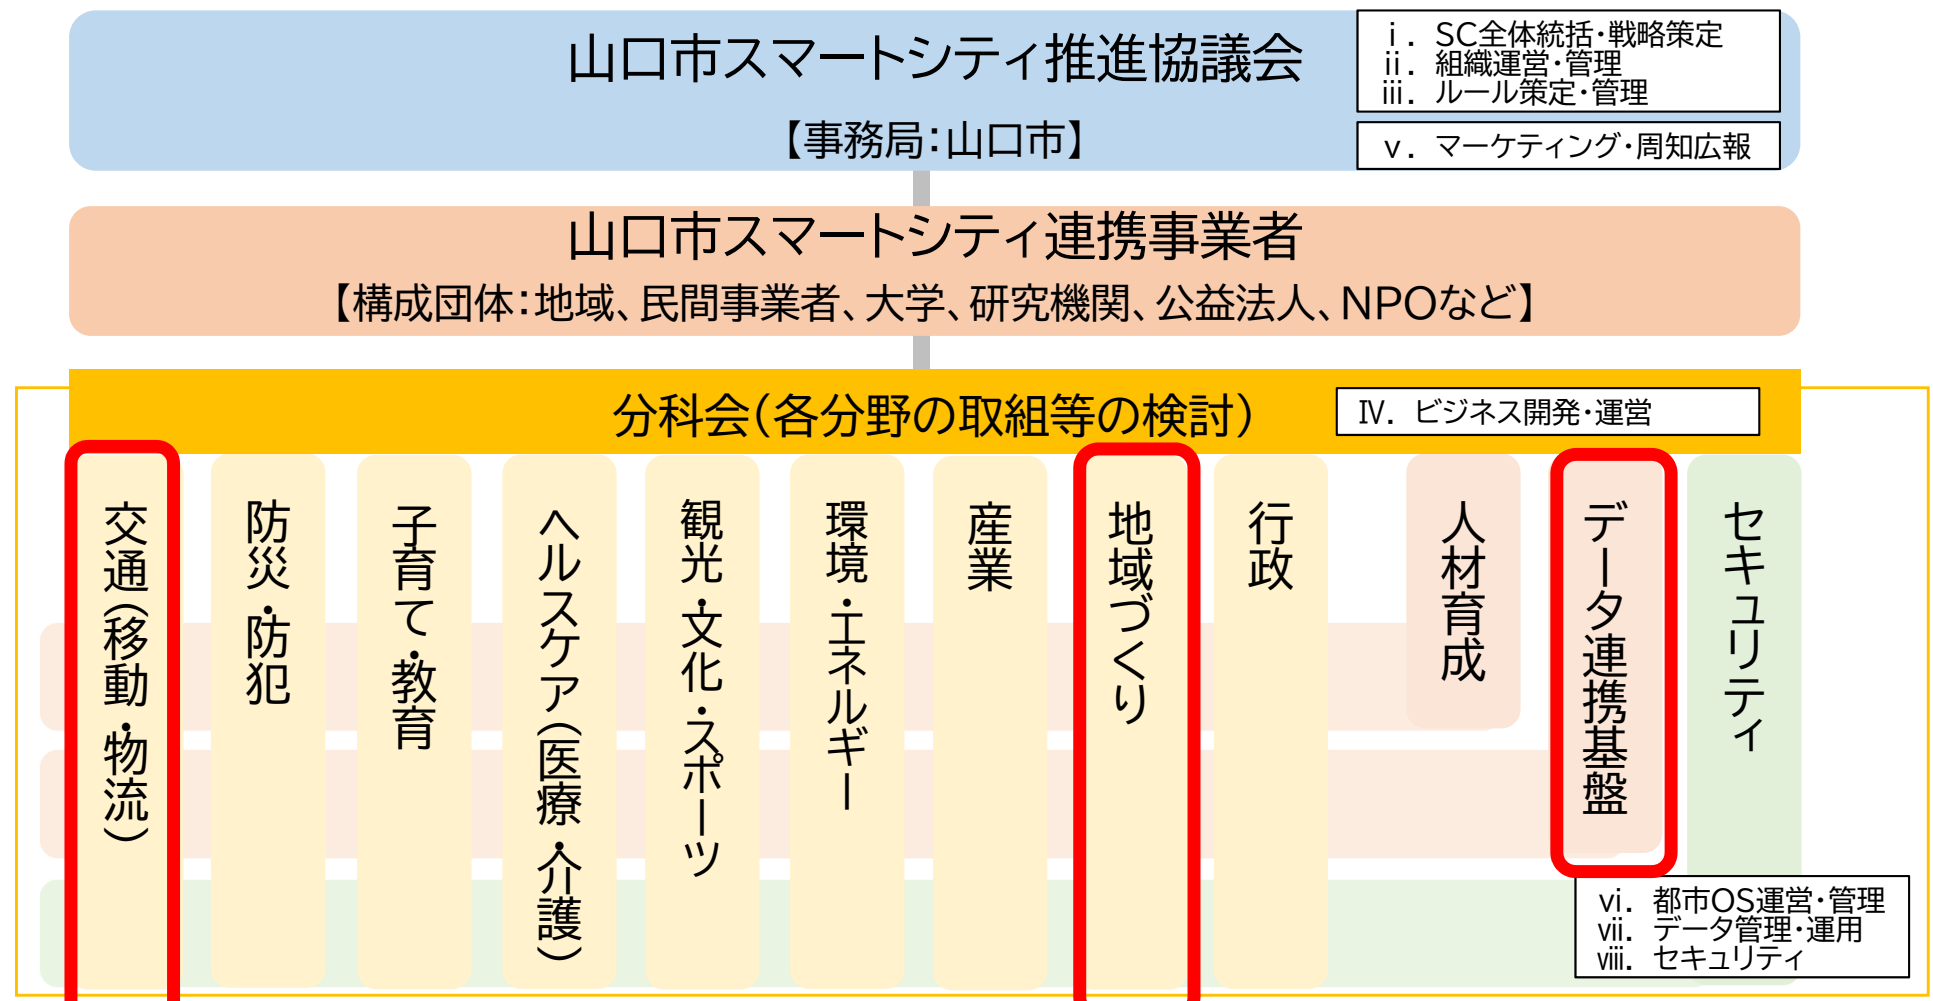 山口市スマートシティ推進協議会
【事務局：山口市】
ⅰ．SC全体統括・戦略策定
ⅱ．組織運営・管理
ⅲ．ルール策定・管理
ⅴ．マーケティング・周知広報
山口市スマートシティ連携事業者
【構成団体：地域、民間事業者、大学、研究機関、公益法人、NPOなど】
分科会（各分野の取組等の検討）
Ⅳ．ビジネス開発・運営
交通（移動・物流）
防災・防犯
子育て・教育
ヘルスケア（医療・介護）
観光・文化・スポーツ
環境・エネルギー
産業
地域づくり
行政
人材育成
データ連携基盤
セキュリティ
ⅵ．都市OS運営・管理
ⅶ．データ管理・運用
ⅷ．セキュリティ